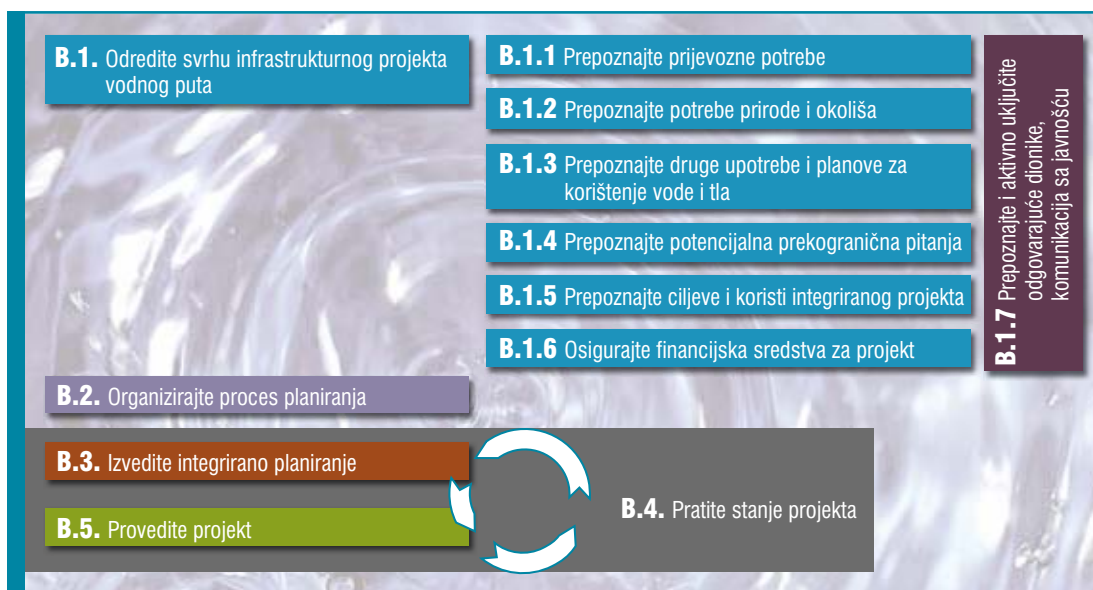 B.1. Odredite svrhu infrastrukturnog projekta
vodnog puta
B.1.1 Prepoznajte prijevozne potrebe
B.1.2 Prepoznajte potrebe prirode i okoliša
B.1.3 Prepoznajte druge upotrebe i planove za
korištenje vode i tla
B.1.4 Prepoznajte potencijalna prekogranična pitanja
B.1.5 Prepoznajte ciljeve i koristi integriranog projekta
B.1.6 Osigurajte financijska sredstva za projekt
B.1.7 Prepoznajte i aktivno uključite
odgovarajuće dionike,
komunikacija sa javnošću
B.2. Organizirajte proces planiranja
B.3. Izvedite integrirano planiranje
B.4. Pratite stanje projekta
B.5. Provedite projekt